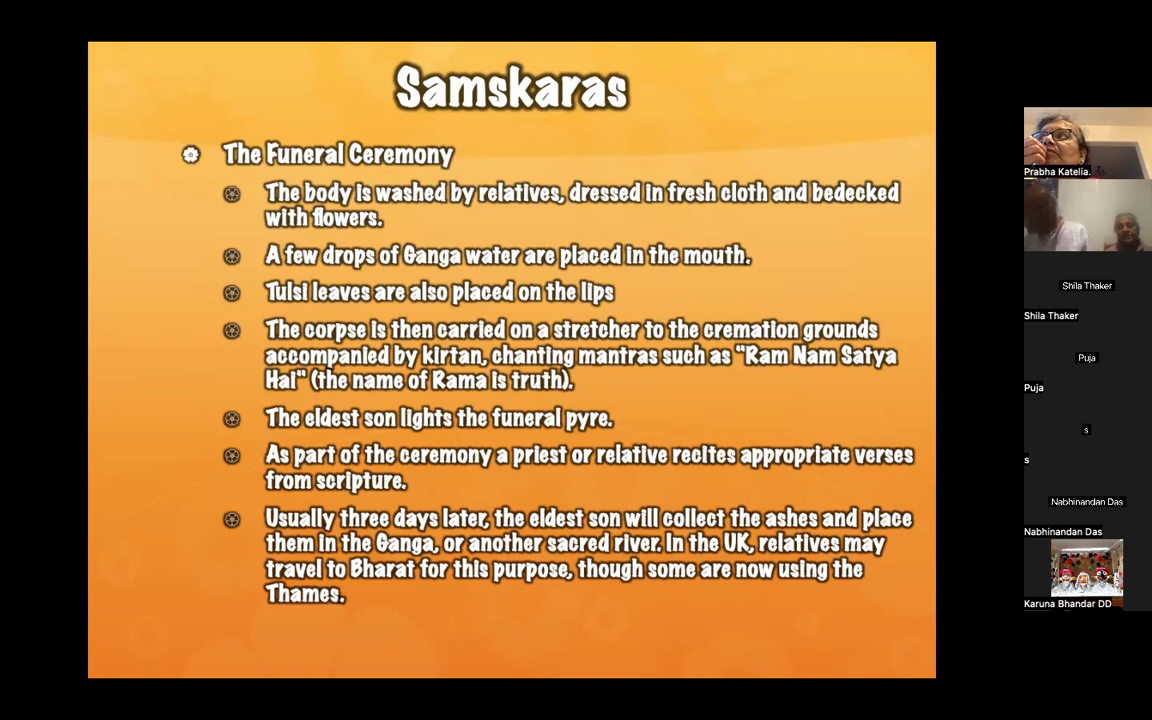 Samskaras
The Funeral Ceremony
The body is washed by relatives, dressed in fresh cloth and bedecked
with flowers.
A few drops of Ganga water are placed in the mouth.
Tulsi leaves are also placed on the lips
The corpse is then carried on a stretcher to the cremation grounds
accompanied by kirtan, chanting mantras such as "Ram Nam Satya
Hai" (the name of Rama is truth).
The eldest son lights the funeral pyre.
As part of the ceremony a priest or relative recites appropriate verses
from scripture.
Usually three days later, the eldest son will collect the ashes and place
them in the Ganga, or another sacred river. In the UK, relatives may
travel to Bharat for this purpose, though some are now using the
Thames.
Prabha Katelia.
Shila Thaker
Shila Thaker
Puja
Puja
s
s
Nabhinandan Das
Nabhinandan Das
Karuna Bhandar DD